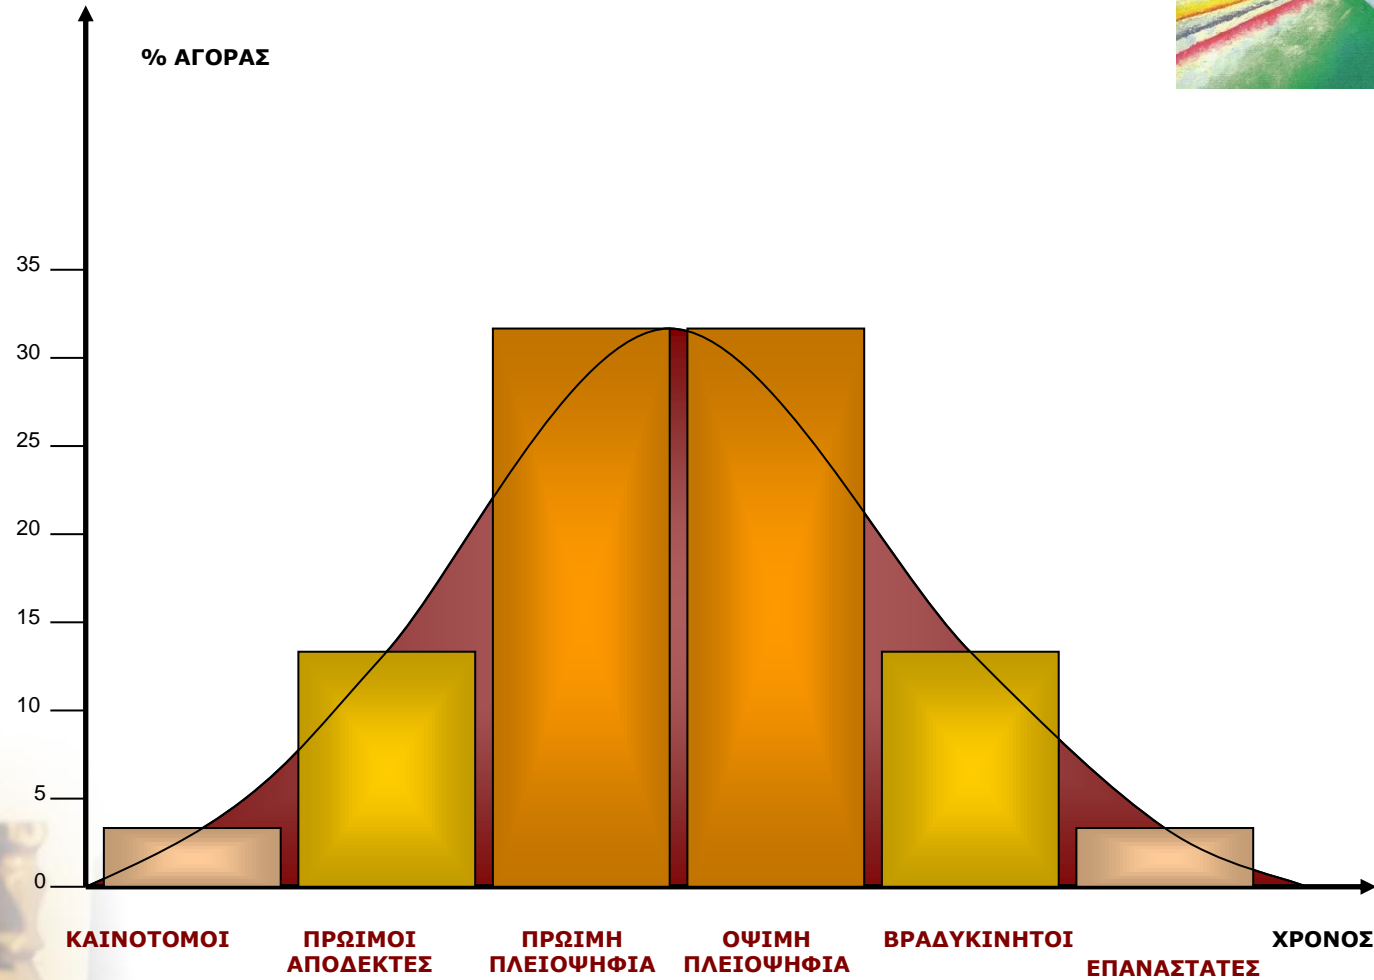 % ΑΓΟΡΑΣ
35
30
25
20
15
10
5
0
ΚΑΙΝΟΤΟΜΟΙ
ΠΡΩΙΜΟΙ
ΑΠΟΔΕΚΤΕΣ
ΠΡΩΙΜΗ
ΠΛΕΙΟΨΗΦΙΑ
ΟΨΙΜΗ
ΠΛΕΙΟΨΗΦΙΑ
ΒΡΑΔΥΚΙΝΗΤΟΙ
ΕΠΑΝΑΣΤΑΤΕΣ
ΧΡΟΝΟΣ